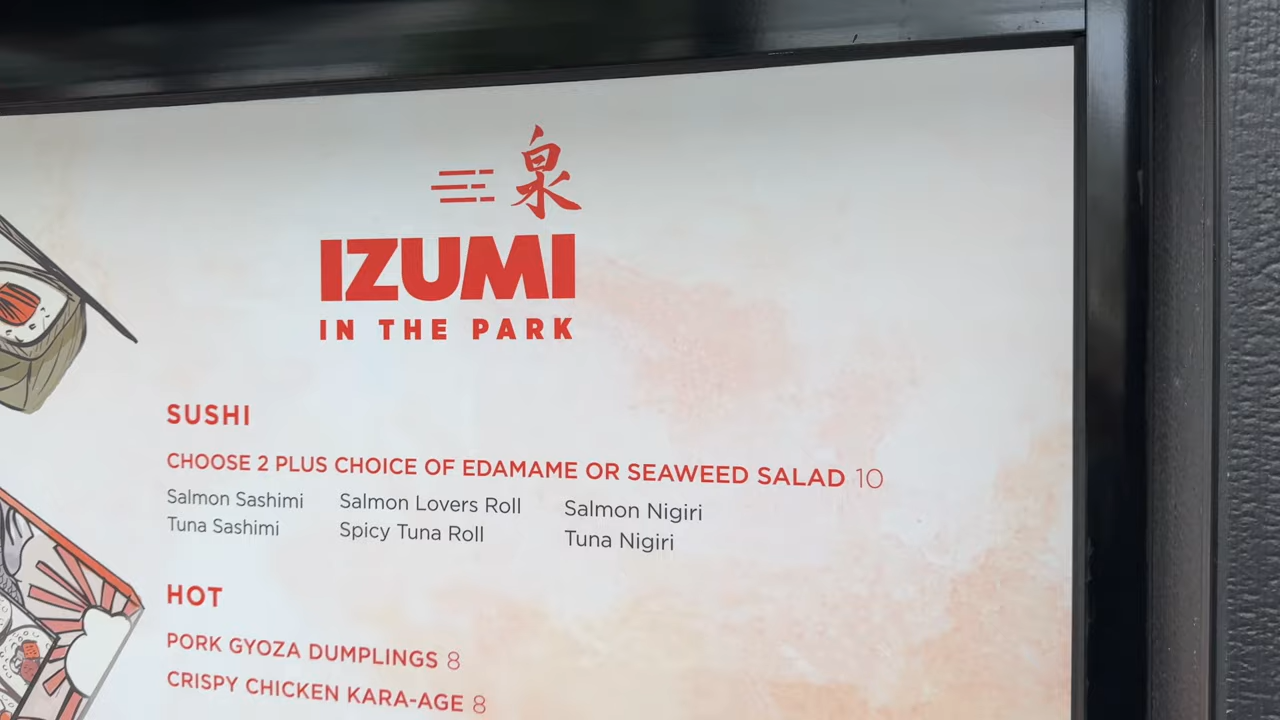 泉
IZUMI
IN THE PARK
SUSHI
CHOOSE 2 PLUS CHOICE OF EDAMAME OR SEAWEED SALAD 10
Salmon Sashimi Salmon Lovers Roll Salmon Nigiri
Tuna Sashimi Spicy Tuna Roll Tuna Nigiri
HOT
PORK GYOZA DUMPLINGS 8
CRISPY CHICKEN KARA-AGE 8